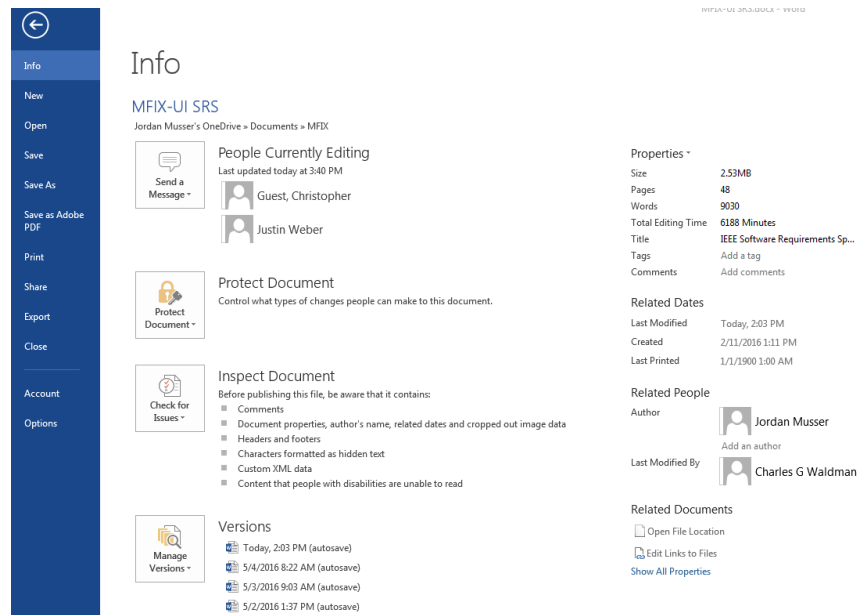 MFIX-UI SRS.docx - Word
Info
New
Open
Save
Save As
Save as Adobe
PDF
Print
Share
Export
Close
Account
Options
Info
MFIX-UI SRS
Jordan Musser's OneDrive » Documents » MFIX
Send a
Message
People Currently Editing
Last updated today at 3:40 PM
Guest, Christopher
Justin Weber
Protect
Document
Protect Document
Control what types of changes people can make to this document.
Check for
Issues
Inspect Document
Before publishing this file, be aware that it contains:
Comments
Document properties, author's name, related dates and cropped out image data
Headers and footers
Characters formatted as hidden text
Custom XML data
Content that people with disabilities are unable to read
Manage
Versions
Versions
Today, 2:03 PM (autosave)
5/4/2016 8:22 AM (autosave)
5/3/2016 9:03 AM (autosave)
5/2/2016 1:37 PM (autosave)
Properties
Size 2.53MB
Pages 48
Words 9030
Total Editing Time 6188 Minutes
Title IEEE Software Requirements Sp...
Tags Add a tag
Comments Add comments
Related Dates
Last Modified Today, 2:03 PM
Created 2/11/2016 1:11 PM
Last Printed 1/1/1900 1:00 AM
Related People
Author Jordan Musser
Add an author
Last Modified By Charles G Waldman
Related Documents
Open File Location
Edit Links to Files
Show All Properties